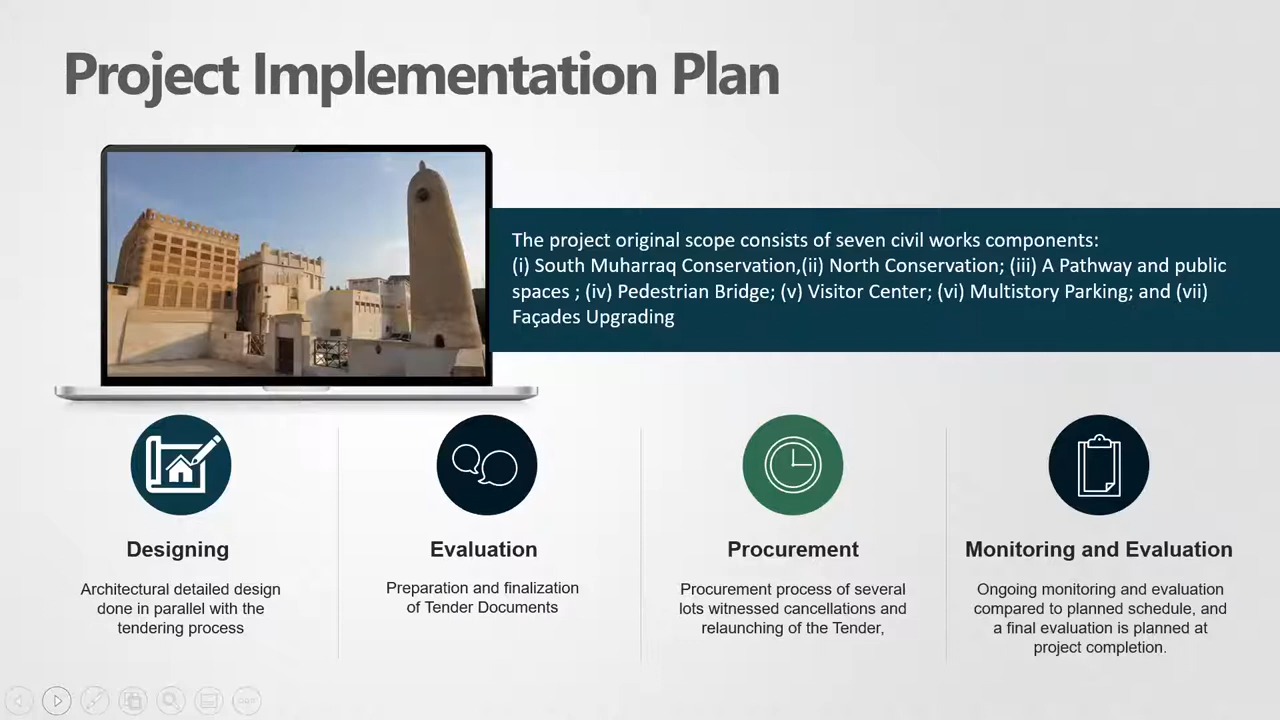 Project Implementation Plan
The project original scope consists of seven civil works components:
(i) South Muharraq Conservation,(ii) North Conservation; (iii) A Pathway and public
spaces ; (iv) Pedestrian Bridge; (v) Visitor Center; (vi) Multistory Parking; and (vii)
Façades Upgrading
Designing
Architectural detailed design
done in parallel with the
tendering process
Evaluation
Preparation and finalization
of Tender Documents
Procurement
Procurement process of several
lots witnessed cancellations and
relaunching of the Tender,
Monitoring and Evaluation
Ongoing monitoring and evaluation
compared to planned schedule, and
a final evaluation is planned at
project completion.